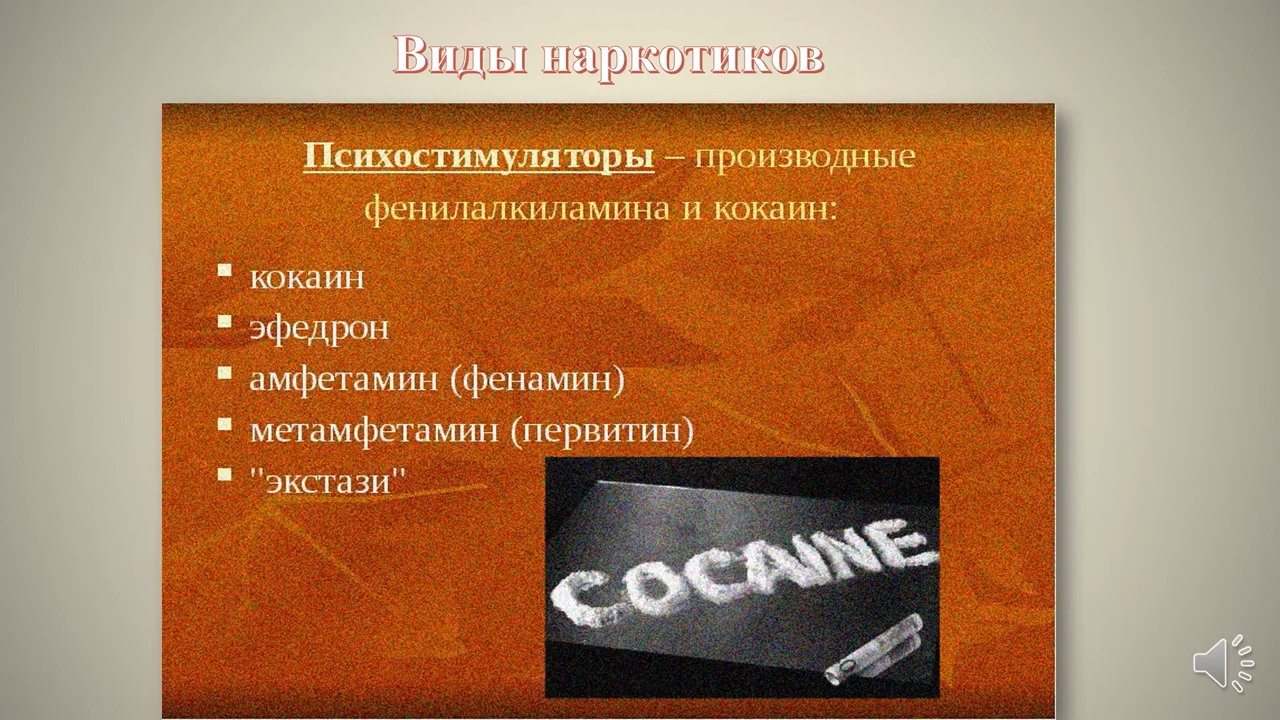 Виды наркотиков
Психостимуляторы – производные
фенилалкиламина и кокаин:
кокаин
эфедрон
амфетамин (фенамин)
метамфетамин (первитин)
"экстази"
COCAINE